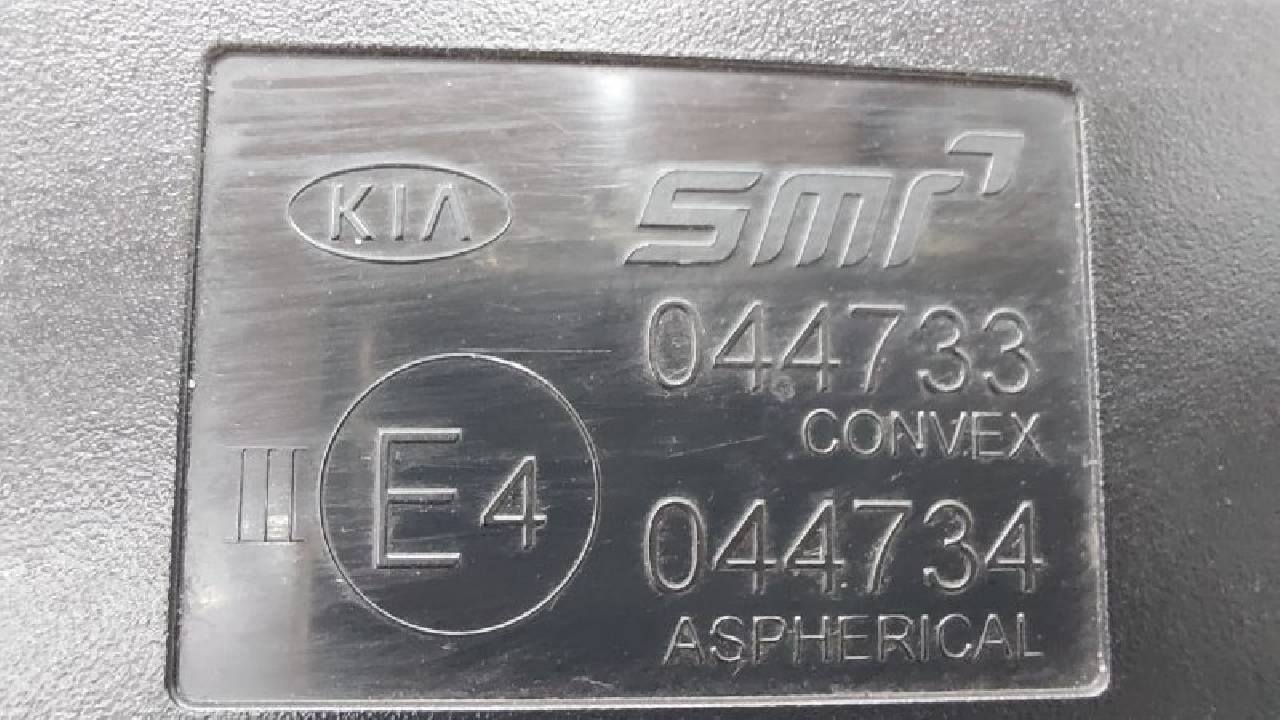 KIA SMR
044733
CONVEX
III E4
044734
ASPHERICAL